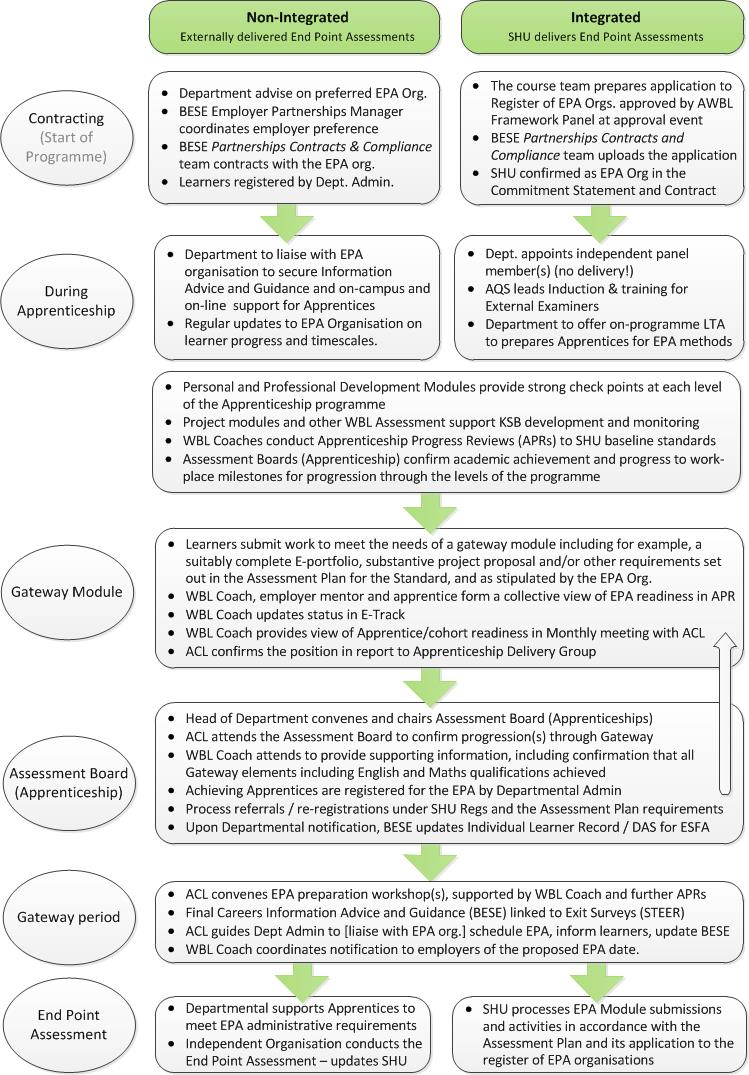 Non-Integrated
Externally delivered End Point Assessments
Integrated
SHU delivers End Point Assessments
Contracting
(Start of
Programme)
• Department advise on preferred EPA Org.
• BESE Employer Partnerships Manager
coordinates employer preference
• BESE Partnerships Contracts & Compliance
team contracts with the EPA org.
• Learners registered by Dept. Admin.
• The course team prepares application to
Register of EPA Orgs. approved by AWBL
Framework Panel at approval event
• BESE Partnerships Contracts and
Compliance team uploads the application
• SHU confirmed as EPA Org in the
Commitment Statement and Contract
During
Apprenticeship
• Department to liaise with EPA
organisation to secure Information
Advice and Guidance and on-campus and
on-line support for Apprentices
• Regular updates to EPA Organisation on
learner progress and timescales.
• Dept. appoints independent panel
member(s) (no delivery!)
• AQS leads Induction & training for
External Examiners
• Department to offer on-programme LTA
to prepares Apprentices for EPA methods
• Personal and Professional Development Modules provide strong check points at each level
of the Apprenticeship programme
• Project modules and other WBL Assessment support KSB development and monitoring
• WBL Coaches conduct Apprenticeship Progress Reviews (APRs) to SHU baseline standards
• Assessment Boards (Apprenticeship) confirm academic achievement and progress to work-
place milestones for progression through the levels of the programme
Gateway Module
• Learners submit work to meet the needs of a gateway module including for example, a
suitably complete E-portfolio, substantive project proposal and/or other requirements set
out in the Assessment Plan for the Standard, and as stipulated by the EPA Org.
• WBL Coach, employer mentor and apprentice form a collective view of EPA readiness in APR
• WBL Coach updates status in E-Track
• WBL Coach provides view of Apprentice/cohort readiness in Monthly meeting with ACL
• ACL confirms the position in report to Apprenticeship Delivery Group
Assessment Board
(Apprenticeship)
• Head of Department convenes and chairs Assessment Board (Apprenticeships)
• ACL attends the Assessment Board to confirm progression(s) through Gateway
• WBL Coach attends to provide supporting information, including confirmation that all
Gateway elements including English and Maths qualifications achieved
• Achieving Apprentices are registered for the EPA by Departmental Admin
• Process referrals / re-registrations under SHU Regs and the Assessment Plan requirements
• Upon Departmental notification, BESE updates Individual Learner Record / DAS for ESFA
Gateway period
• ACL convenes EPA preparation workshop(s), supported by WBL Coach and further APRs
• Final Careers Information Advice and Guidance (BESE) linked to Exit Surveys (STEER)
• ACL guides Dept Admin to [liaise with EPA org.] schedule EPA, inform learners, update BESE
• WBL Coach coordinates notification to employers of the proposed EPA date.
End Point
Assessment
• Departmental supports Apprentices to
meet EPA administrative requirements
• Independent Organisation conducts the
End Point Assessment – updates SHU
• SHU processes EPA Module submissions
and activities in accordance with the
Assessment Plan and its application to the
register of EPA organisations